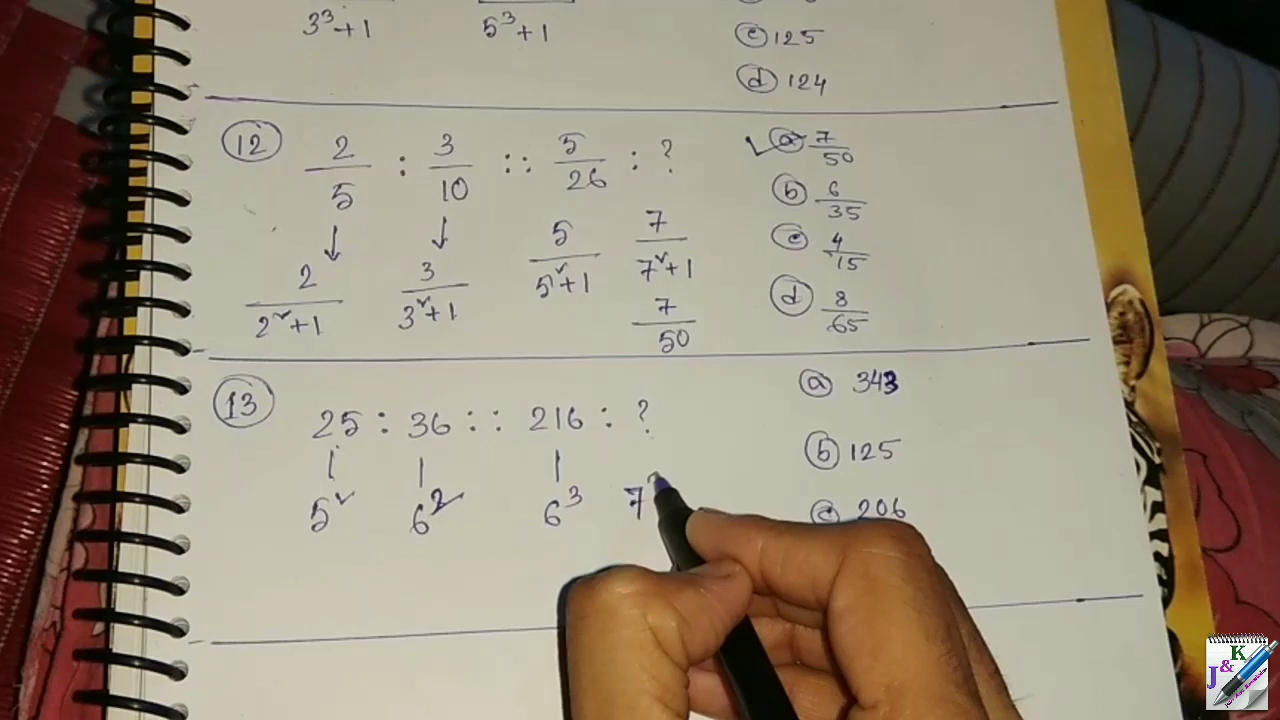 3³+1 5³+1
ⓒ 125
ⓓ 124
⑫ 2/5 : 3/10 :: 5/26 : ?
ⓐ 7/50
ⓑ 6/35
ⓒ 4/15
ⓓ 8/65
2/2²+1 3/3²+1 5/5²+1 7/7²+1
7/50
⑬ 25 : 36 :: 216 : ?
ⓐ 343
ⓑ 125
ⓒ 206
5² 6² 6³ 7
J&K